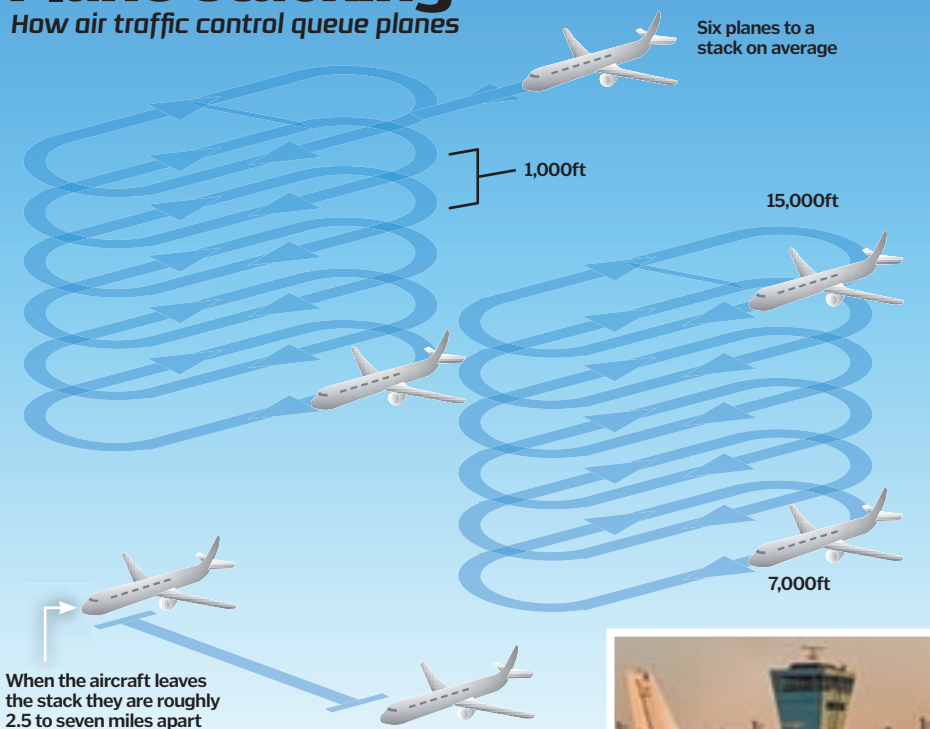 How air traffic control queue planes
Six planes to a
stack on average
1,000ft
15,000ft
7,000ft
When the aircraft leaves
the stack they are roughly
2.5 to seven miles apart